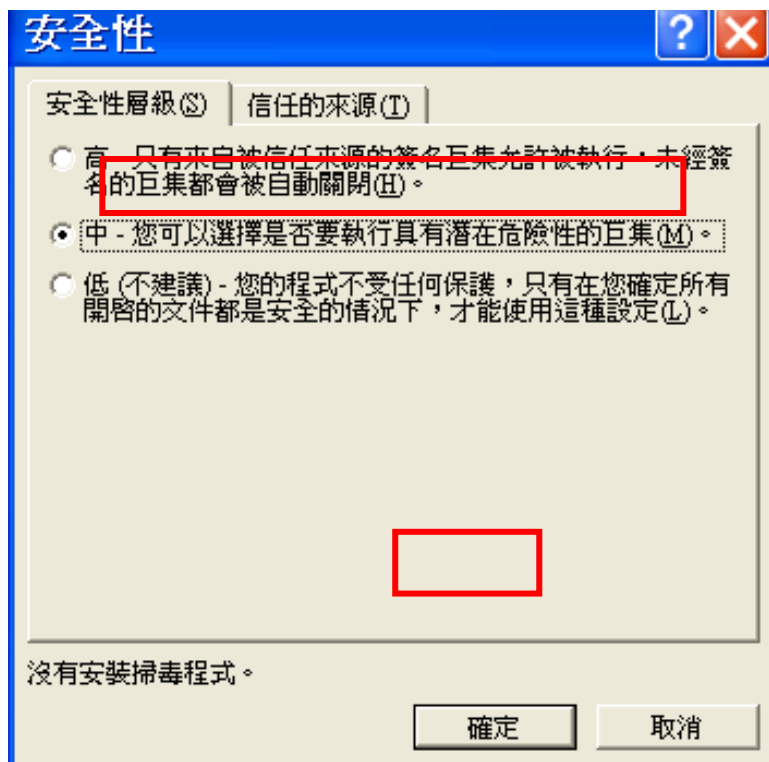 安全性
安全性層級(S)
信任的來源(T)
高 - 只有來自被信任來源的簽名巨集允許被執行，未經簽
名的巨集都會被自動關閉(H)。
中 - 您可以選擇是否要執行具有潛在危險性的巨集(M)。
低 (不建議) - 您的程式不受任何保護，只有在您確定所有
開啓的文件都是安全的情況下，才能使用這種設定(L)。
沒有安裝掃毒程式。
確定
取消